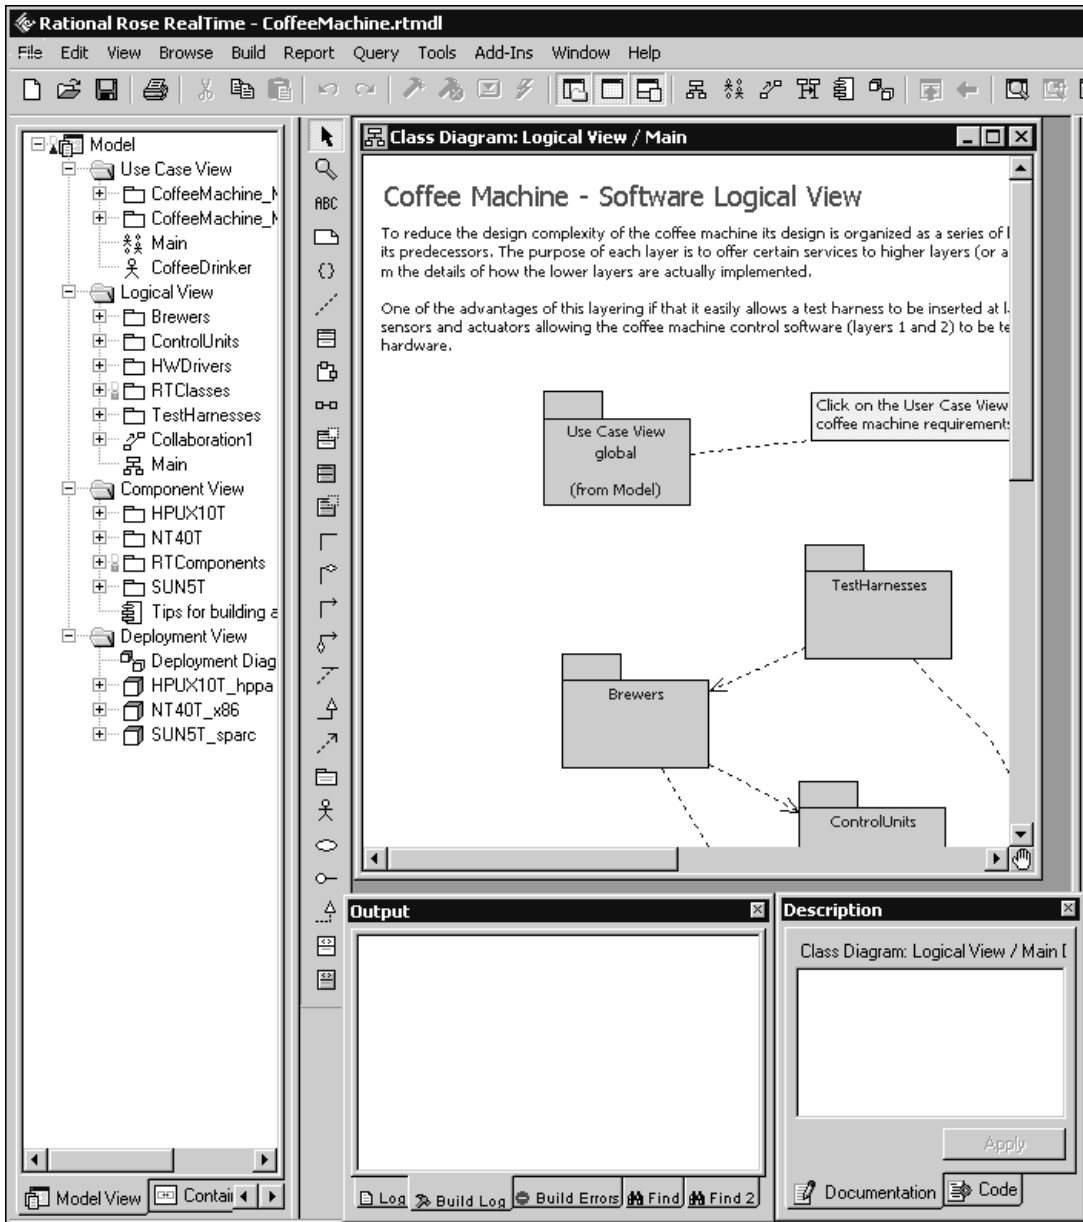 Rational Rose RealTime - CoffeeMachine.rtmdl
File Edit View Browse Build Report Query Tools Add-Ins Window Help
Model
Use Case View
CoffeeMachine_
CoffeeMachine_
Main
CoffeeDrinker
Logical View
Brewers
ControlUnits
HWDrivers
RTClasses
TestHarnesses
Collaboration1
Main
Component View
HPUX10T
NT40T
RTComponents
SUN5T
Tips for building a
Deployment View
Deployment Diag
HPUX10T_hppa
NT40T_x86
SUN5T_sparc
Model View Contai
ABC
Class Diagram: Logical View / Main
Coffee Machine - Software Logical View
To reduce the design complexity of the coffee machine its design is organized as a series of l
its predecessors. The purpose of each layer is to offer certain services to higher layers (or a
m the details of how the lower layers are actually implemented.
One of the advantages of this layering if that it easily allows a test harness to be inserted at l
sensors and actuators allowing the coffee machine control software (layers 1 and 2) to be te
hardware.
Use Case View
global
(from Model)
Click on the User Case View
coffee machine requirements
TestHarnesses
Brewers
ControlUnits
Output
Log Build Log Build Errors Find Find 2
Description
Class Diagram: Logical View / Main D
Apply
Documentation Code